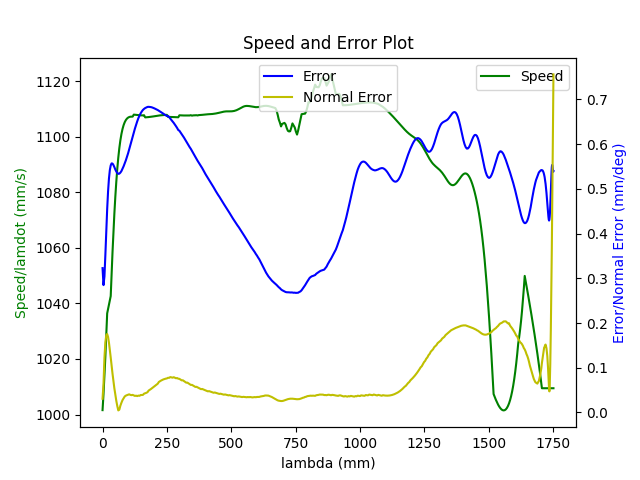 Speed and Error Plot
Error
Normal Error
Speed
1120
1100
1080
1060
1040
1020
1000
Speed/lamdot (mm/s)
0.7
0.6
0.5
0.4
0.3
0.2
0.1
0.0
Error/Normal Error (mm/deg)
0 250 500 750 1000 1250 1500 1750
lambda (mm)